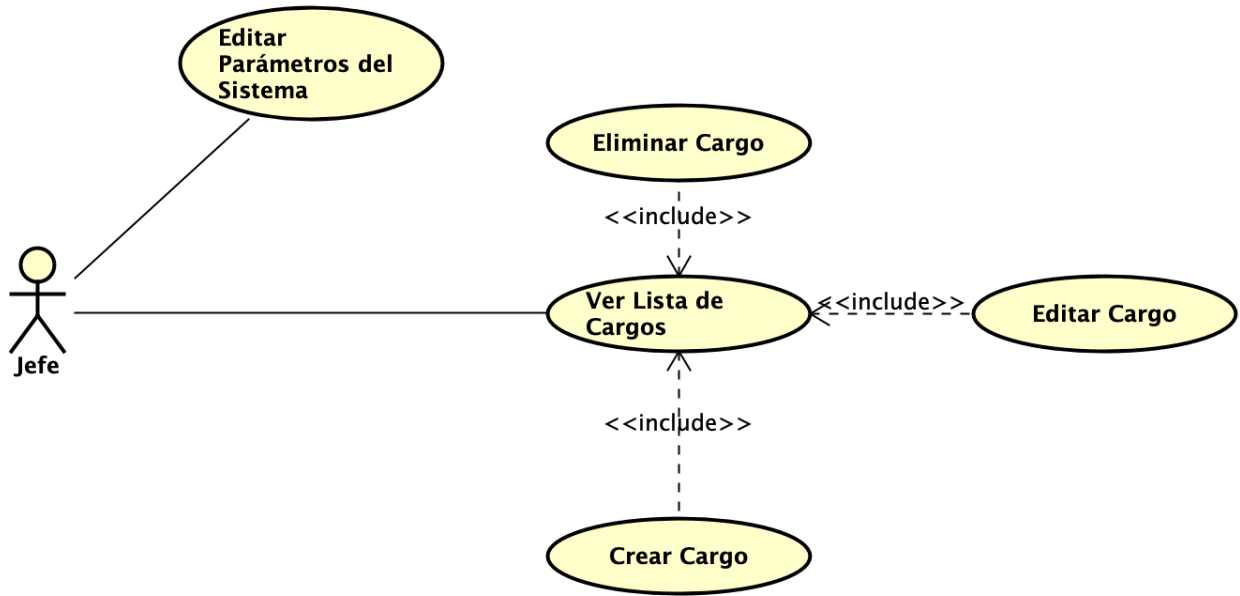 Editar
Parámetros del
Sistema
Eliminar Cargo
<<include>>
Ver Lista de
Cargos
<<include>>
Editar Cargo
Jefe
<<include>>
Crear Cargo